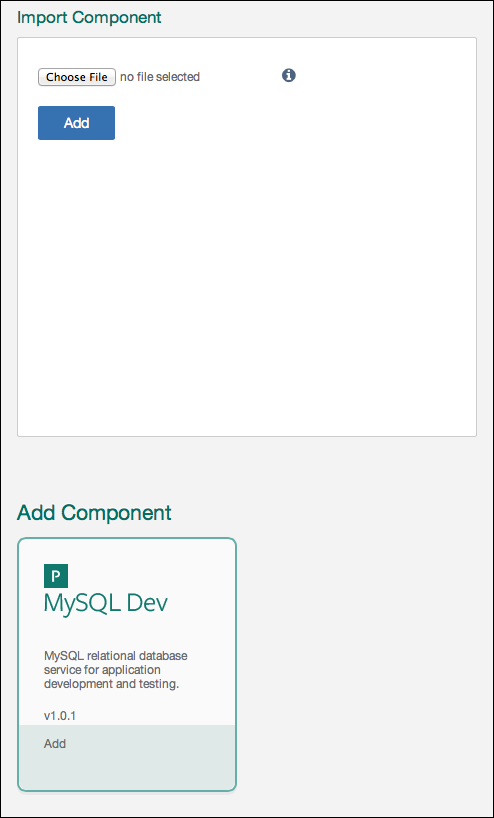 Import Component
Choose File no file selected
Add
Add Component
P
MySQL Dev
MySQL relational database
service for application
development and testing.
v1.0.1
Add